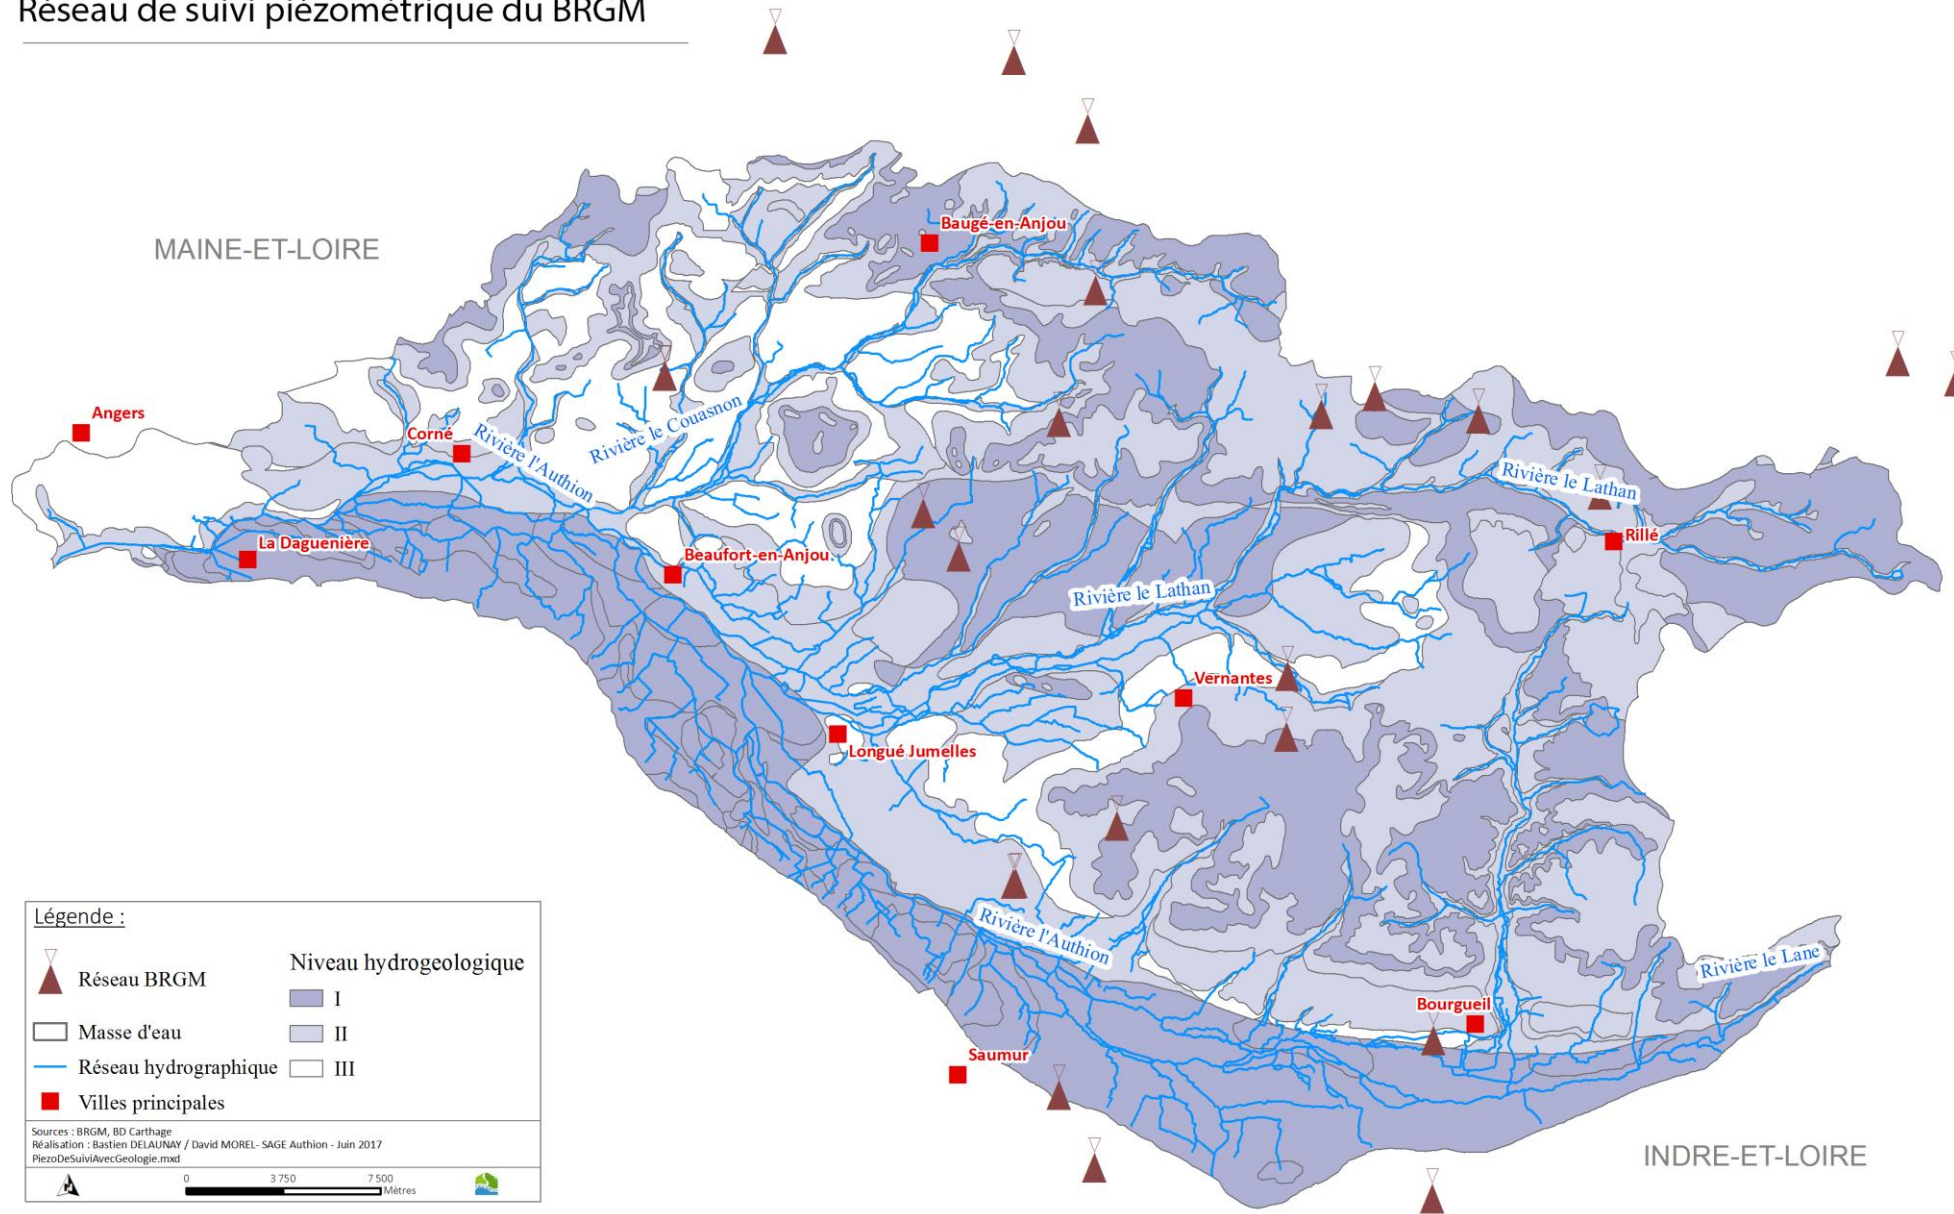 Réseau de suivi piézométrique du BRGM
MAINE-ET-LOIRE
Baugé-en-Anjou
Angers
Corné
Rivière l'Authion
Rivière le Couasnon
Rivière le Lathan
Rillé
La Daguenière
Beaufort-en-Anjou
Rivière le Lathan
Vernantes
Longué Jumelles
Rivière l'Authion
Rivière le Lane
Bourgueil
Saumur
INDRE-ET-LOIRE
Légende :
Réseau BRGM
Masse d'eau
Réseau hydrographique
Villes principales
Niveau hydrogeologique
I
II
III
Sources : BRGM, BD Carthage
Réalisation : Bastien DELAUNAY / David MOREL- SAGE Authion - Juin 2017
PiezoDeSuiviAvecGeologie.mxd
0 3 750 7 500
Mètres